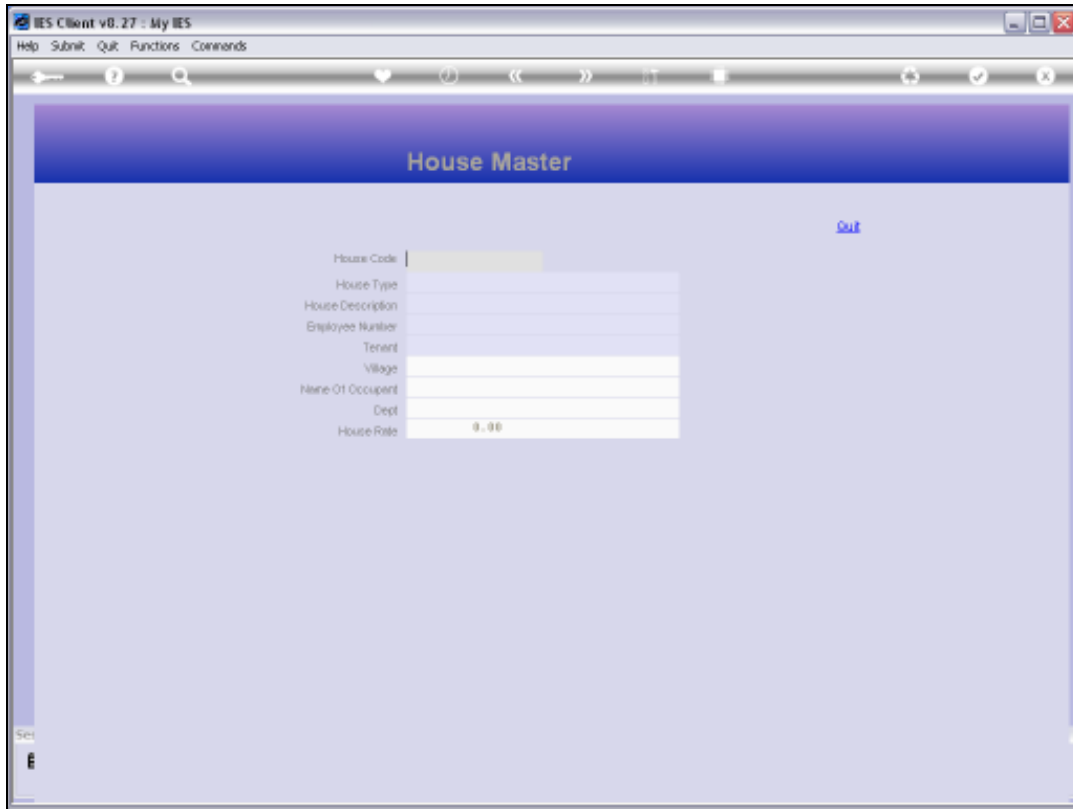 IES Client v8.27 : My IES
Help Submit Quit Functions Commands
House Master
Quit
House Code
House Type
House Description
Employee Number
Tenant
Village
Name Of Occupant
Dept
House Rate 0.00